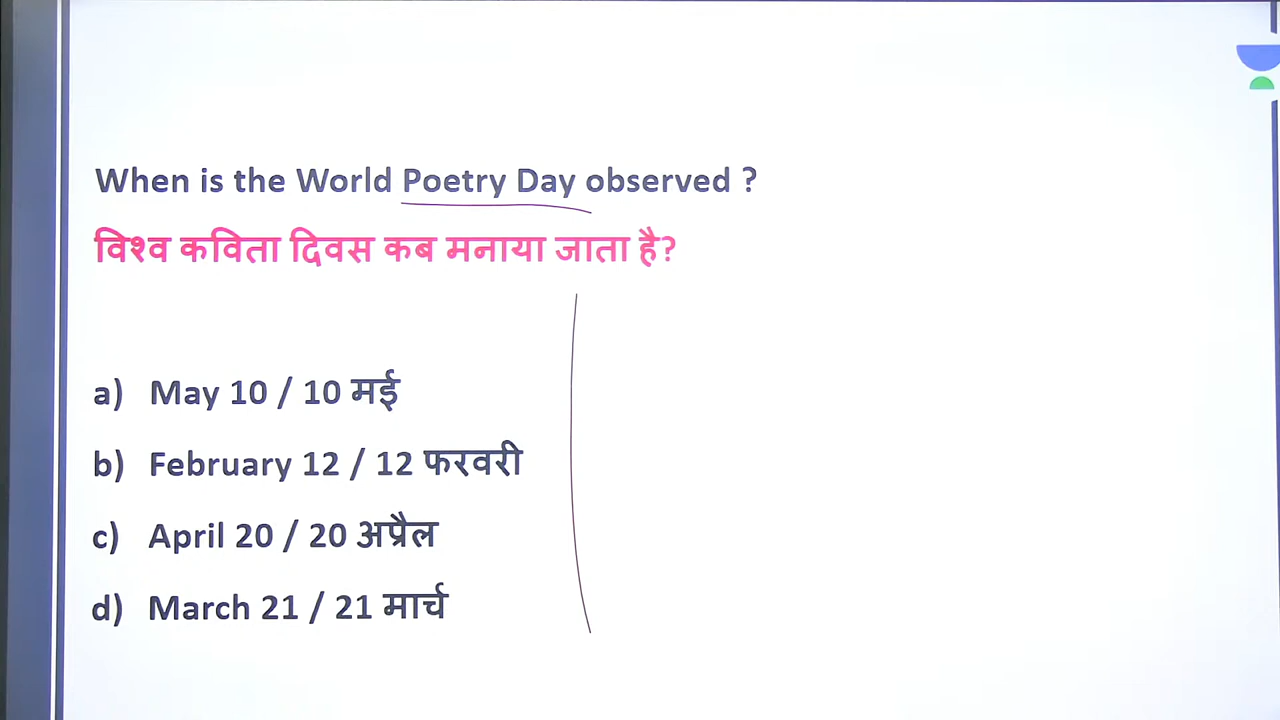 When is the World Poetry Day observed ?
विश्व कविता दिवस कब मनाया जाता है?
a) May 10 / 10 मई
b) February 12 / 12 फरवरी
c) April 20 / 20 अप्रैल
d) March 21 / 21 मार्च